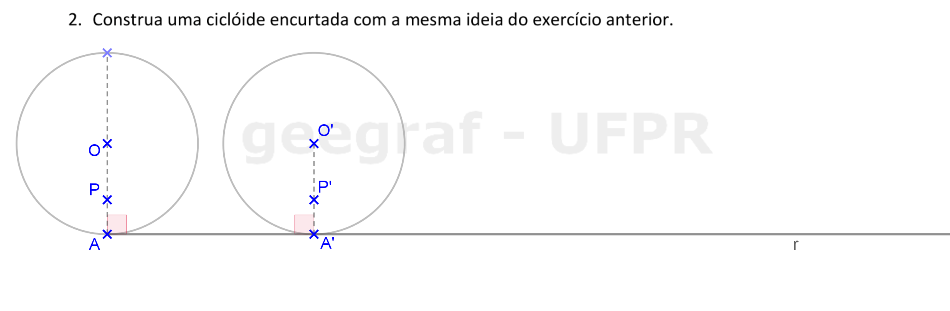 2. Construa uma ciclóide encurtada com a mesma ideia do exercício anterior.
geegraf - UFPR
O'
O
P'
P
A
A'
r